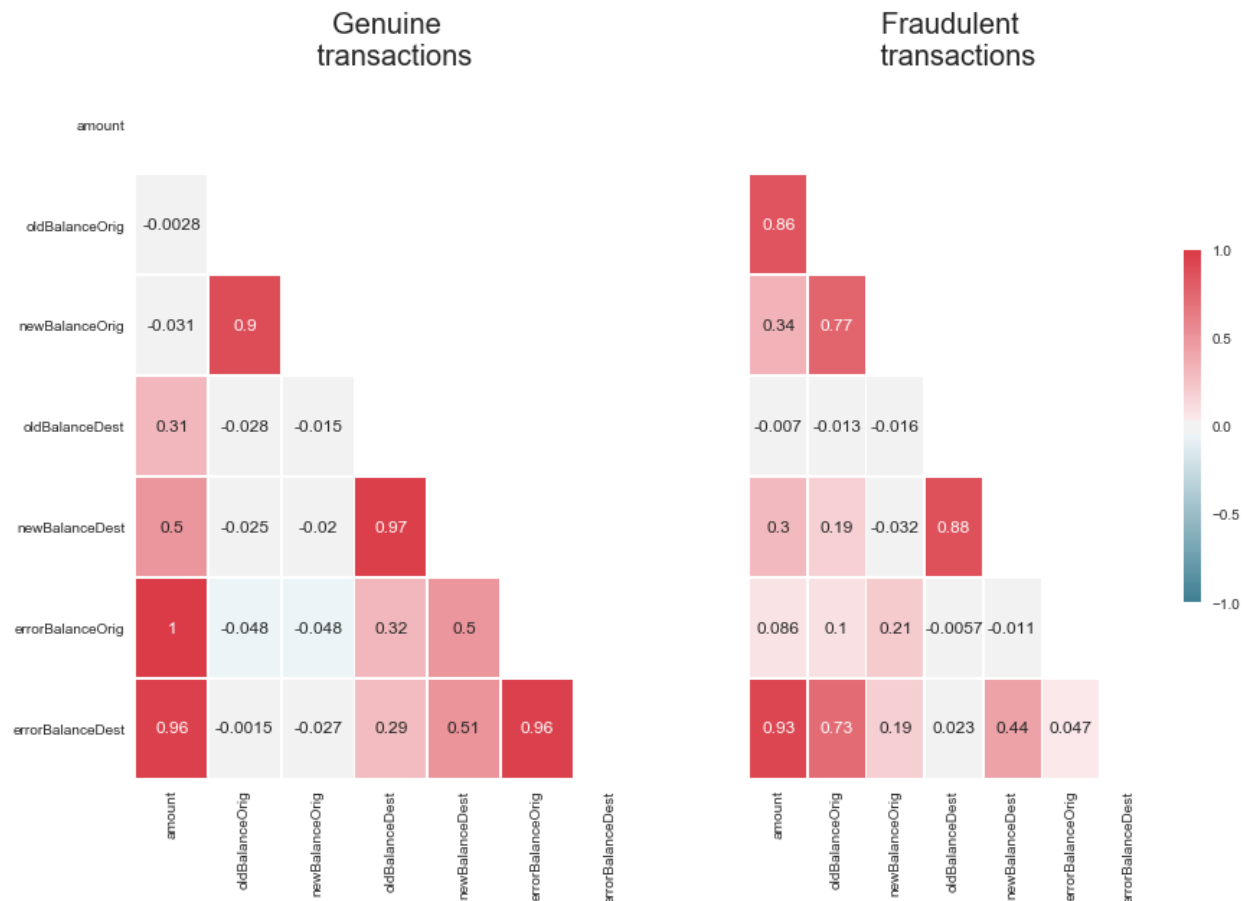 Genuine
transactions
Fraudulent
transactions
amount
oldBalanceOrig
-0.0028
0.86
newBalanceOrig
-0.031 0.9
0.34 0.77
oldBalanceDest
0.31 -0.028 -0.015
-0.007 -0.013 -0.016
newBalanceDest
0.5 -0.025 -0.02 0.97
0.3 0.19 -0.032 0.88
errorBalanceOrig
1 -0.048 -0.048 0.32 0.5
0.086 0.1 0.21 -0.0057 -0.011
errorBalanceDest
0.96 -0.0015 -0.027 0.29 0.51 0.96
0.93 0.73 0.19 0.023 0.44 0.047
1.0
0.5
0.0
−0.5
−1.0
amount
oldBalanceOrig
newBalanceOrig
oldBalanceDest
newBalanceDest
errorBalanceOrig
errorBalanceDest
amount
oldBalanceOrig
newBalanceOrig
oldBalanceDest
newBalanceDest
errorBalanceOrig
errorBalanceDest